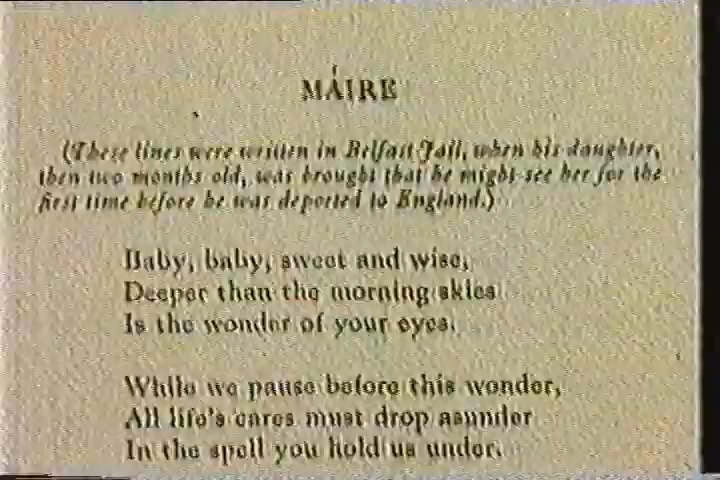 MÁIRE
(These lines were written in Belfast Jail, when his daughter,
then two months old, was brought that he might see her for the
first time before he was deported to England.)
Baby, baby, sweet and wise,
Deeper than the morning skies
Is the wonder of your eyes.
While we pause before this wonder,
All life's cares must drop asunder
In the spell you hold us under.